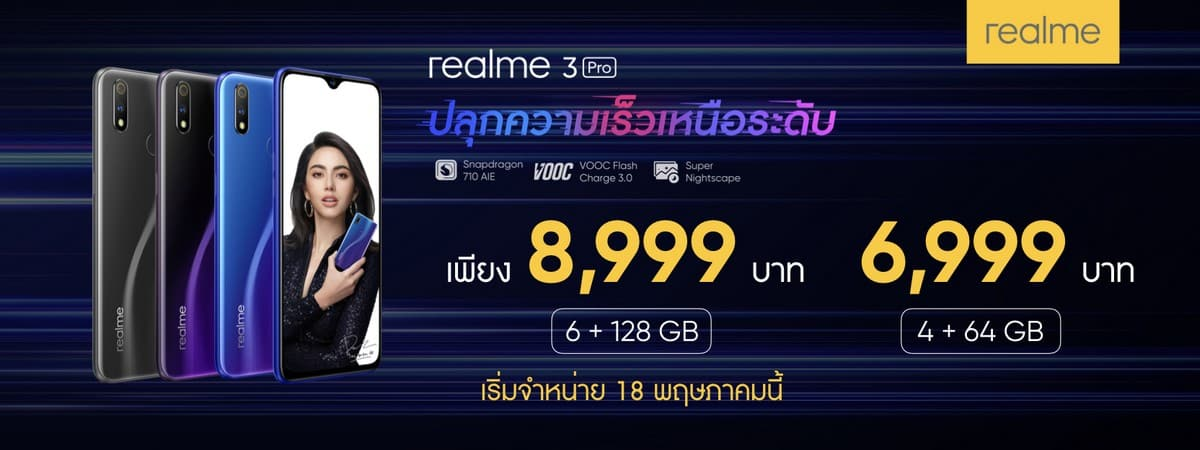 realme
realme 3 Pro
ปลุกความเร็วเหนือระดับ
Snapdragon
710 AIE
VOOC
VOOC Flash
Charge 3.0
Super
Nightscape
เพียง 8,999 บาท
6,999 บาท
6 + 128 GB
4 + 64 GB
เริ่มจำหน่าย 18 พฤษภาคมนี้
realme
realme
realme